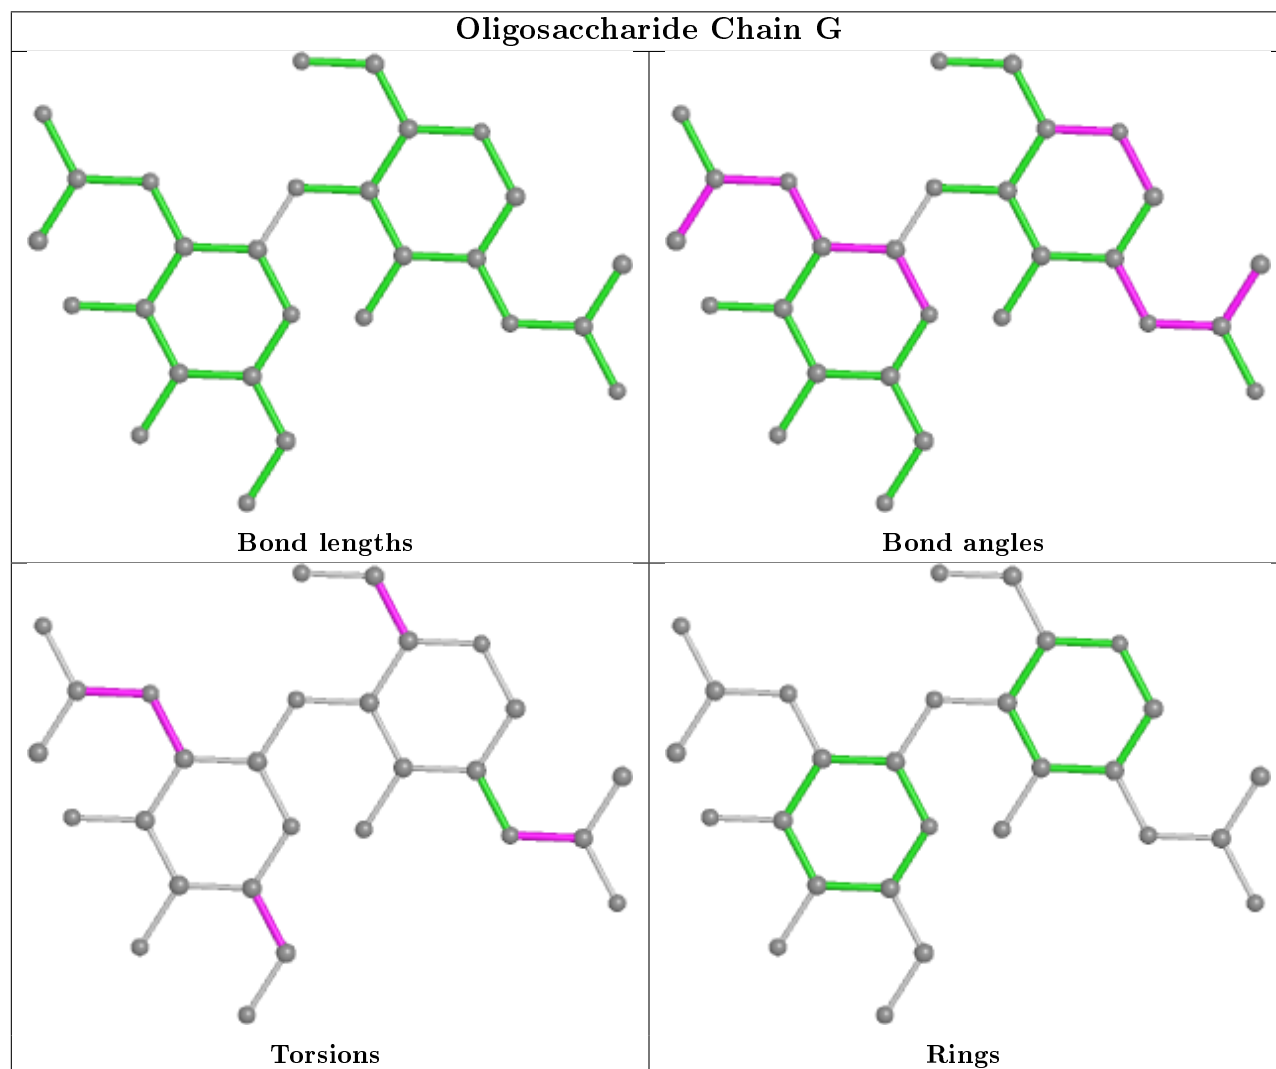 Oligosaccharide Chain G
Bond lengths
Bond angles
Torsions
Rings